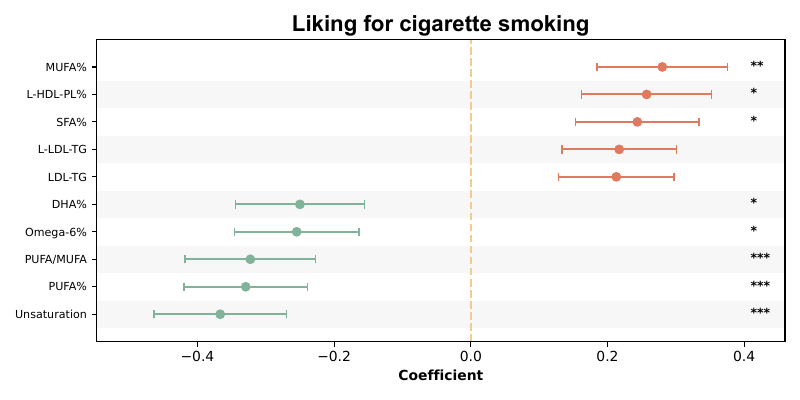 Liking for cigarette smoking
MUFA% **
L-HDL-PL% *
SFA% *
L-LDL-TG
LDL-TG
DHA% *
Omega-6% *
PUFA/MUFA ***
PUFA% ***
Unsaturation ***
−0.4 −0.2 0.0 0.2 0.4
Coefficient